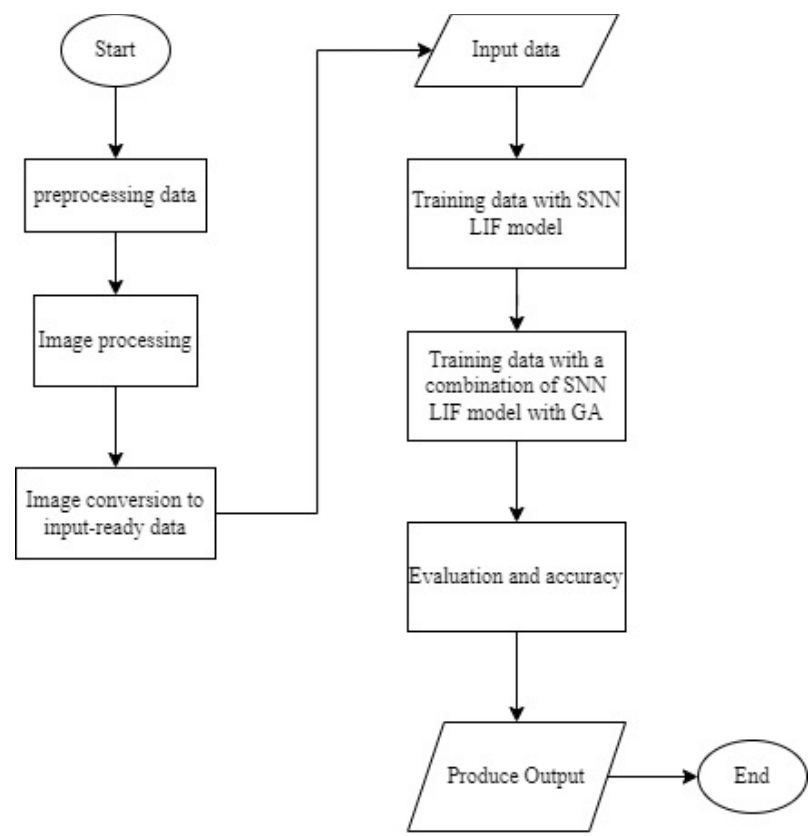 Start
preprocessing data
Image processing
Image conversion to
input-ready data
Input data
Training data with SNN
LIF model
Training data with a
combination of SNN
LIF model with GA
Evaluation and accuracy
Produce Output
End